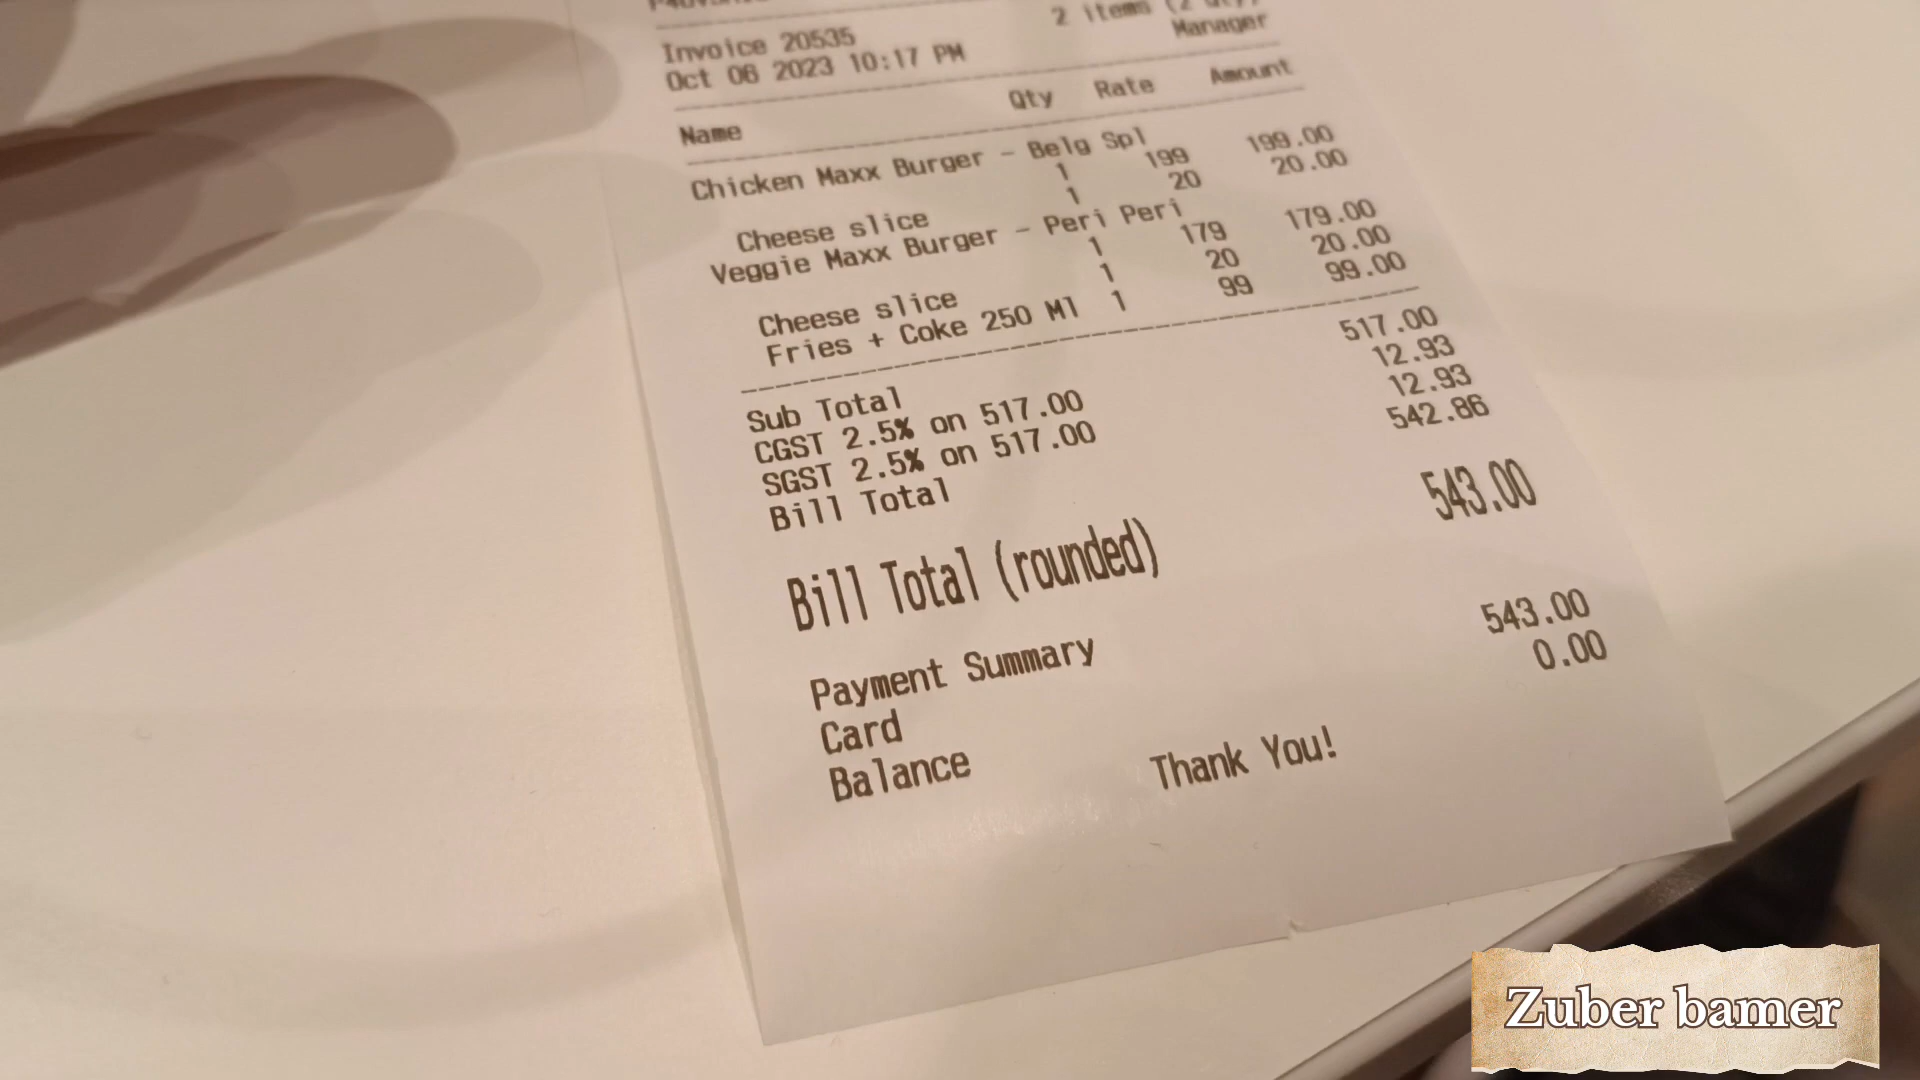 Invoice 20535
2 items (2 Qty)
Oct 06 2023 10:17 PM
Manager
Name Qty Rate Amount
Chicken Maxx Burger - Belg Spl
1 199 199.00
1 20 20.00
Cheese slice
Veggie Maxx Burger - Peri Peri
1 179 179.00
1 20 20.00
Cheese slice
Fries + Coke 250 Ml 1 99 99.00
Sub Total 517.00
CGST 2.5% on 517.00 12.93
SGST 2.5% on 517.00 12.93
Bill Total 542.86
Bill Total (rounded) 543.00
Payment Summary
Card 543.00
Balance 0.00
Thank You!
Zuber bamer